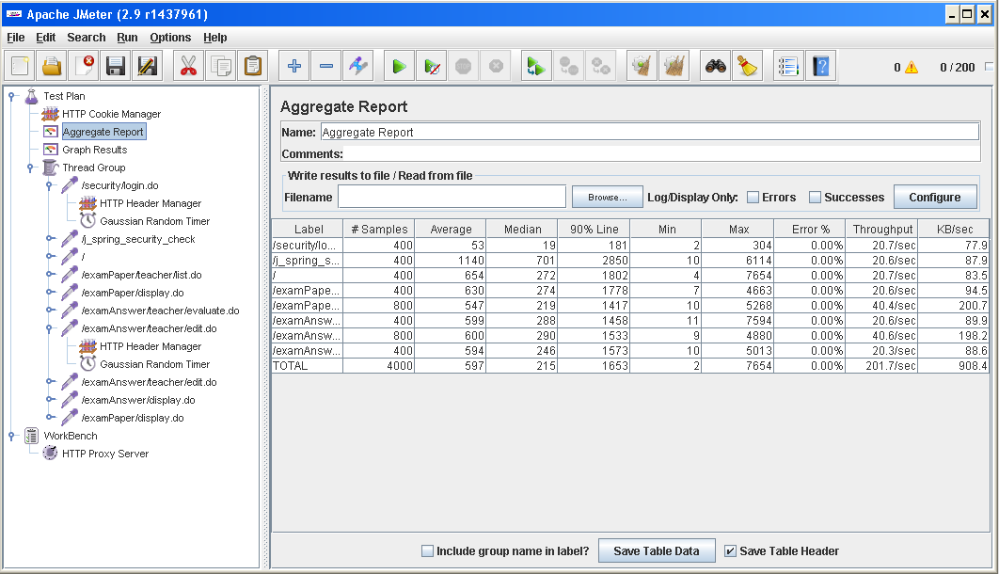 Apache JMeter (2.9 r1437961)
File Edit Search Run Options Help
0 0 / 200
Test Plan
HTTP Cookie Manager
Aggregate Report
Graph Results
Thread Group
/security/login.do
HTTP Header Manager
Gaussian Random Timer
/j_spring_security_check
/
/examPaper/teacher/list.do
/examPaper/display.do
/examAnswer/teacher/evaluate.do
/examAnswer/teacher/edit.do
HTTP Header Manager
Gaussian Random Timer
/examAnswer/teacher/edit.do
/examAnswer/display.do
/examPaper/display.do
WorkBench
HTTP Proxy Server
Aggregate Report
Name: Aggregate Report
Comments:
Write results to file / Read from file
Filename Browse... Log/Display Only: Errors Successes Configure
Label # Samples Average Median 90% Line Min Max Error % Throughput KB/sec
/security/lo... 400 53 19 181 2 304 0.00% 20.7/sec 77.9
/j_spring_s... 400 1140 701 2850 10 6114 0.00% 20.6/sec 87.9
/ 400 654 272 1802 4 7654 0.00% 20.6/sec 83.5
/examPape... 400 630 274 1778 7 4663 0.00% 20.6/sec 94.5
/examPape... 800 547 219 1417 10 5268 0.00% 40.4/sec 200.7
/examAnsw... 400 599 288 1458 11 7594 0.00% 20.6/sec 89.9
/examAnsw... 800 600 290 1533 9 4880 0.00% 40.6/sec 198.2
/examAnsw... 400 594 246 1573 10 5013 0.00% 20.3/sec 88.6
TOTAL 4000 597 215 1653 2 7654 0.00% 201.7/sec 908.4
Include group name in label? Save Table Data Save Table Header